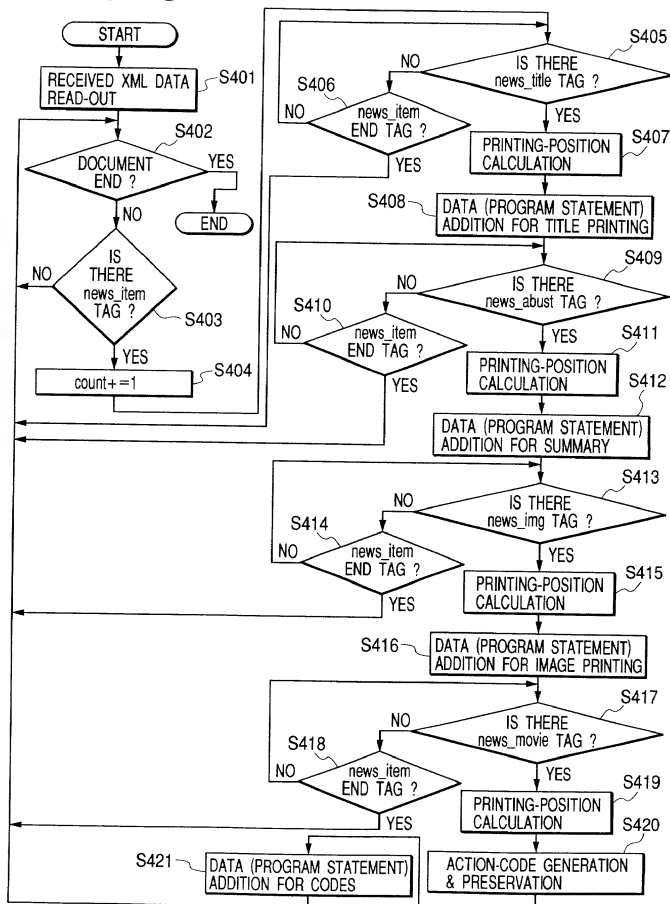 START
RECEIVED XML DATA
READ-OUT
S401
S402
DOCUMENT
END ?
YES
END
NO
IS
THERE
news_item
TAG ?
NO
S403
YES
count+=1
S404
S405
IS THERE
news_title TAG ?
NO
YES
S406
news_item
END TAG ?
NO
YES
PRINTING-POSITION
CALCULATION
S407
S408
DATA (PROGRAM STATEMENT)
ADDITION FOR TITLE PRINTING
S409
IS THERE
news_abust TAG ?
NO
YES
S410
news_item
END TAG ?
NO
YES
S411
PRINTING-POSITION
CALCULATION
S412
DATA (PROGRAM STATEMENT)
ADDITION FOR SUMMARY
S413
IS THERE
news_img TAG ?
NO
YES
S414
news_item
END TAG ?
NO
YES
PRINTING-POSITION
CALCULATION
S415
S416
DATA (PROGRAM STATEMENT)
ADDITION FOR IMAGE PRINTING
S417
IS THERE
news_movie TAG ?
NO
YES
S418
news_item
END TAG ?
NO
YES
PRINTING-POSITION
CALCULATION
S419
S420
ACTION-CODE GENERATION
& PRESERVATION
S421
DATA (PROGRAM STATEMENT)
ADDITION FOR CODES